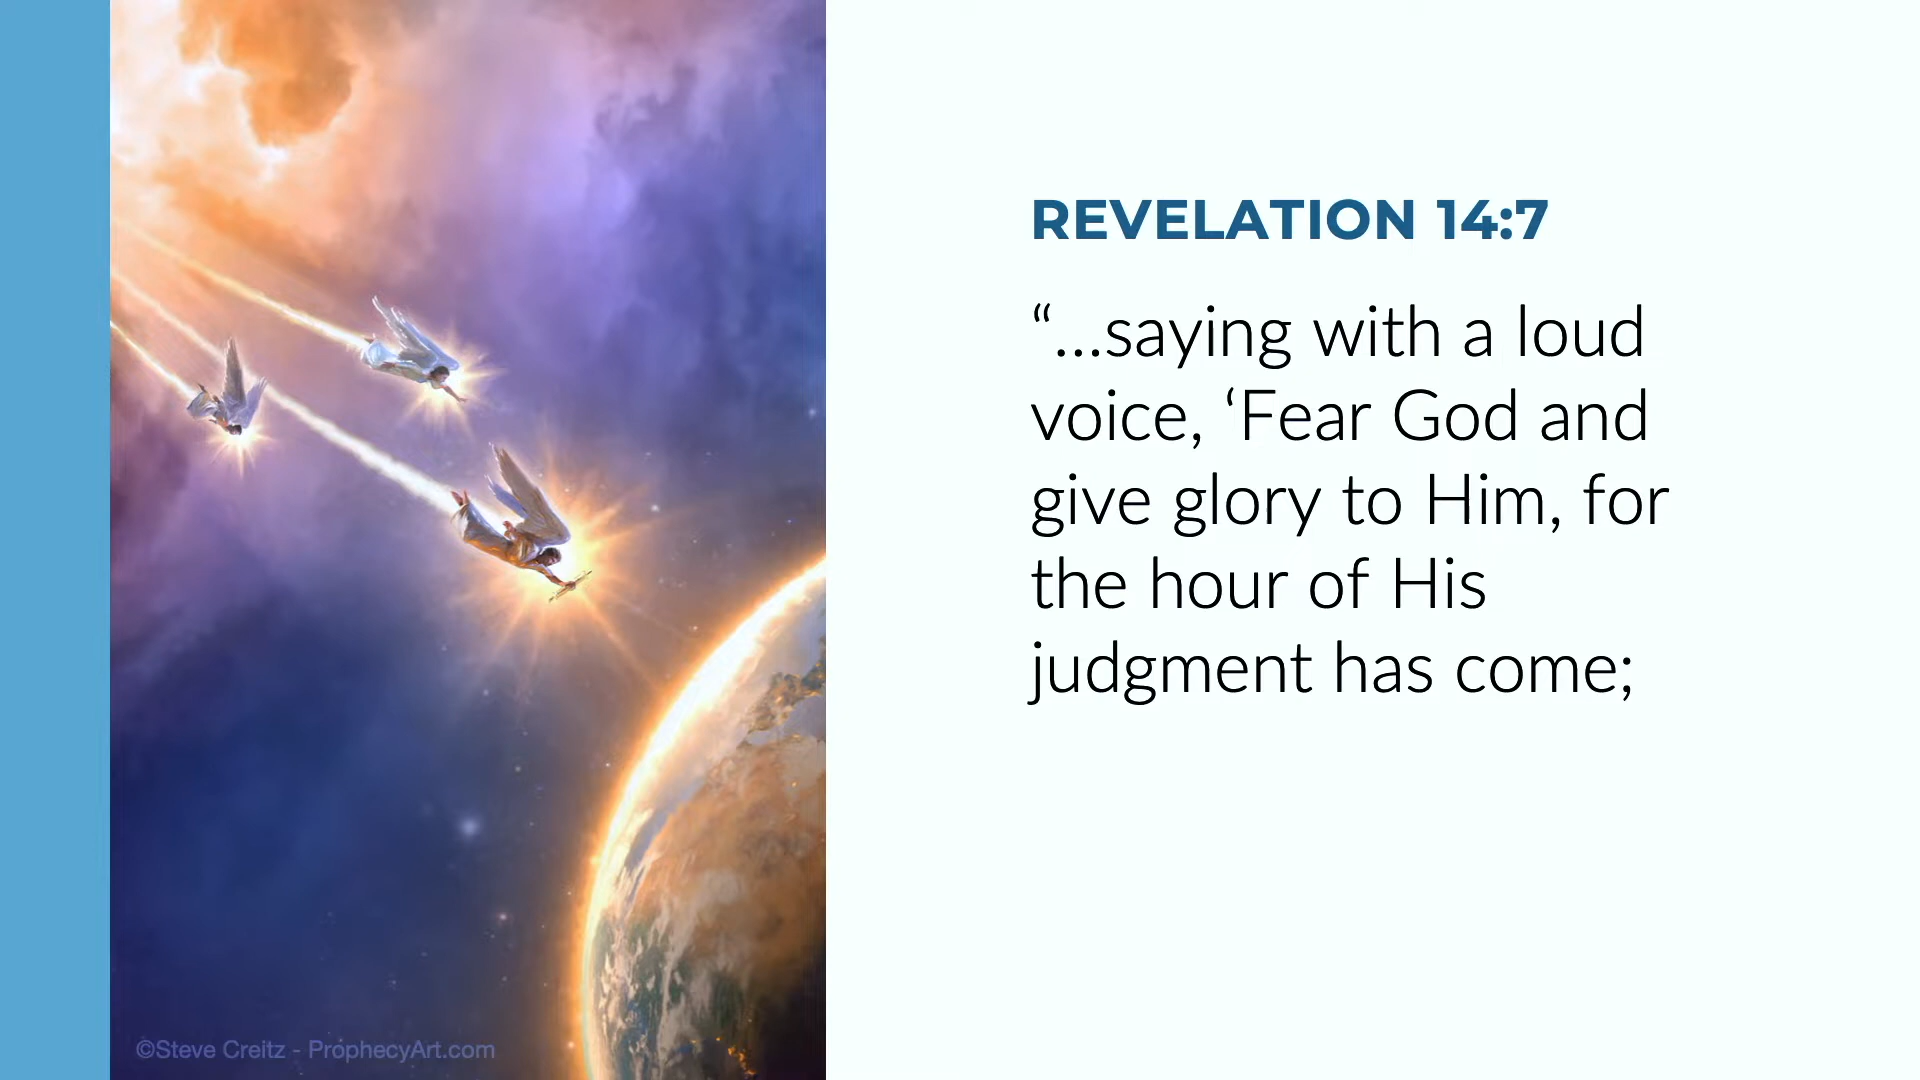 REVELATION 14:7
“...saying with a loud
voice, ‘Fear God and
give glory to Him, for
the hour of His
judgment has come;
©Steve Creitz - ProphecyArt.com